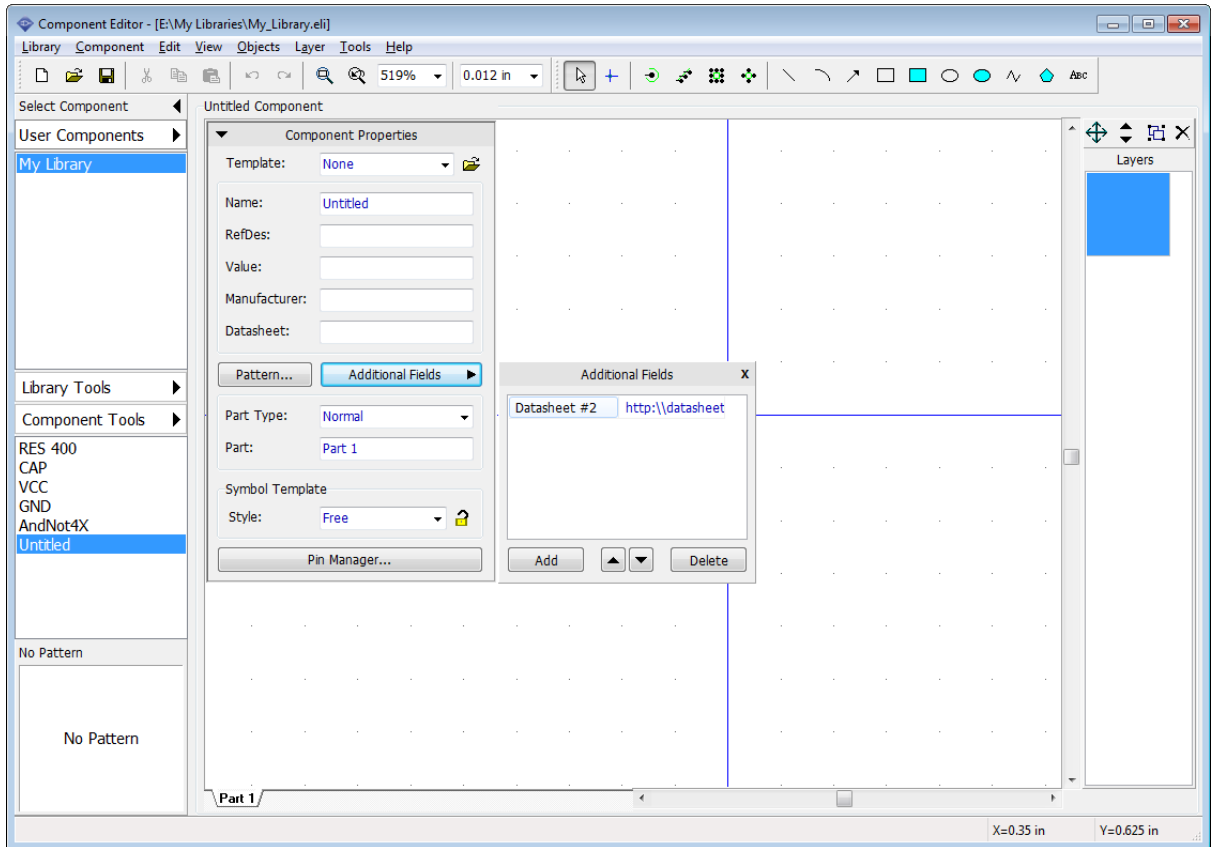 Component Editor - [E:\My Libraries\My_Library.eli]
Library Component Edit View Objects Layer Tools Help
519% 0.012 in ABC
Select Component
Untitled Component
User Components
My Library
Component Properties
Template: None
Name: Untitled
RefDes:
Value:
Manufacturer:
Datasheet:
Pattern... Additional Fields
Part Type: Normal
Part: Part 1
Symbol Template
Style: Free
Pin Manager...
Additional Fields X
Datasheet #2 http:\\datasheet
Add Delete
Layers
Library Tools
Component Tools
RES 400
CAP
VCC
GND
AndNot4X
Untitled
No Pattern
No Pattern
Part 1
X=0.35 in Y=0.625 in